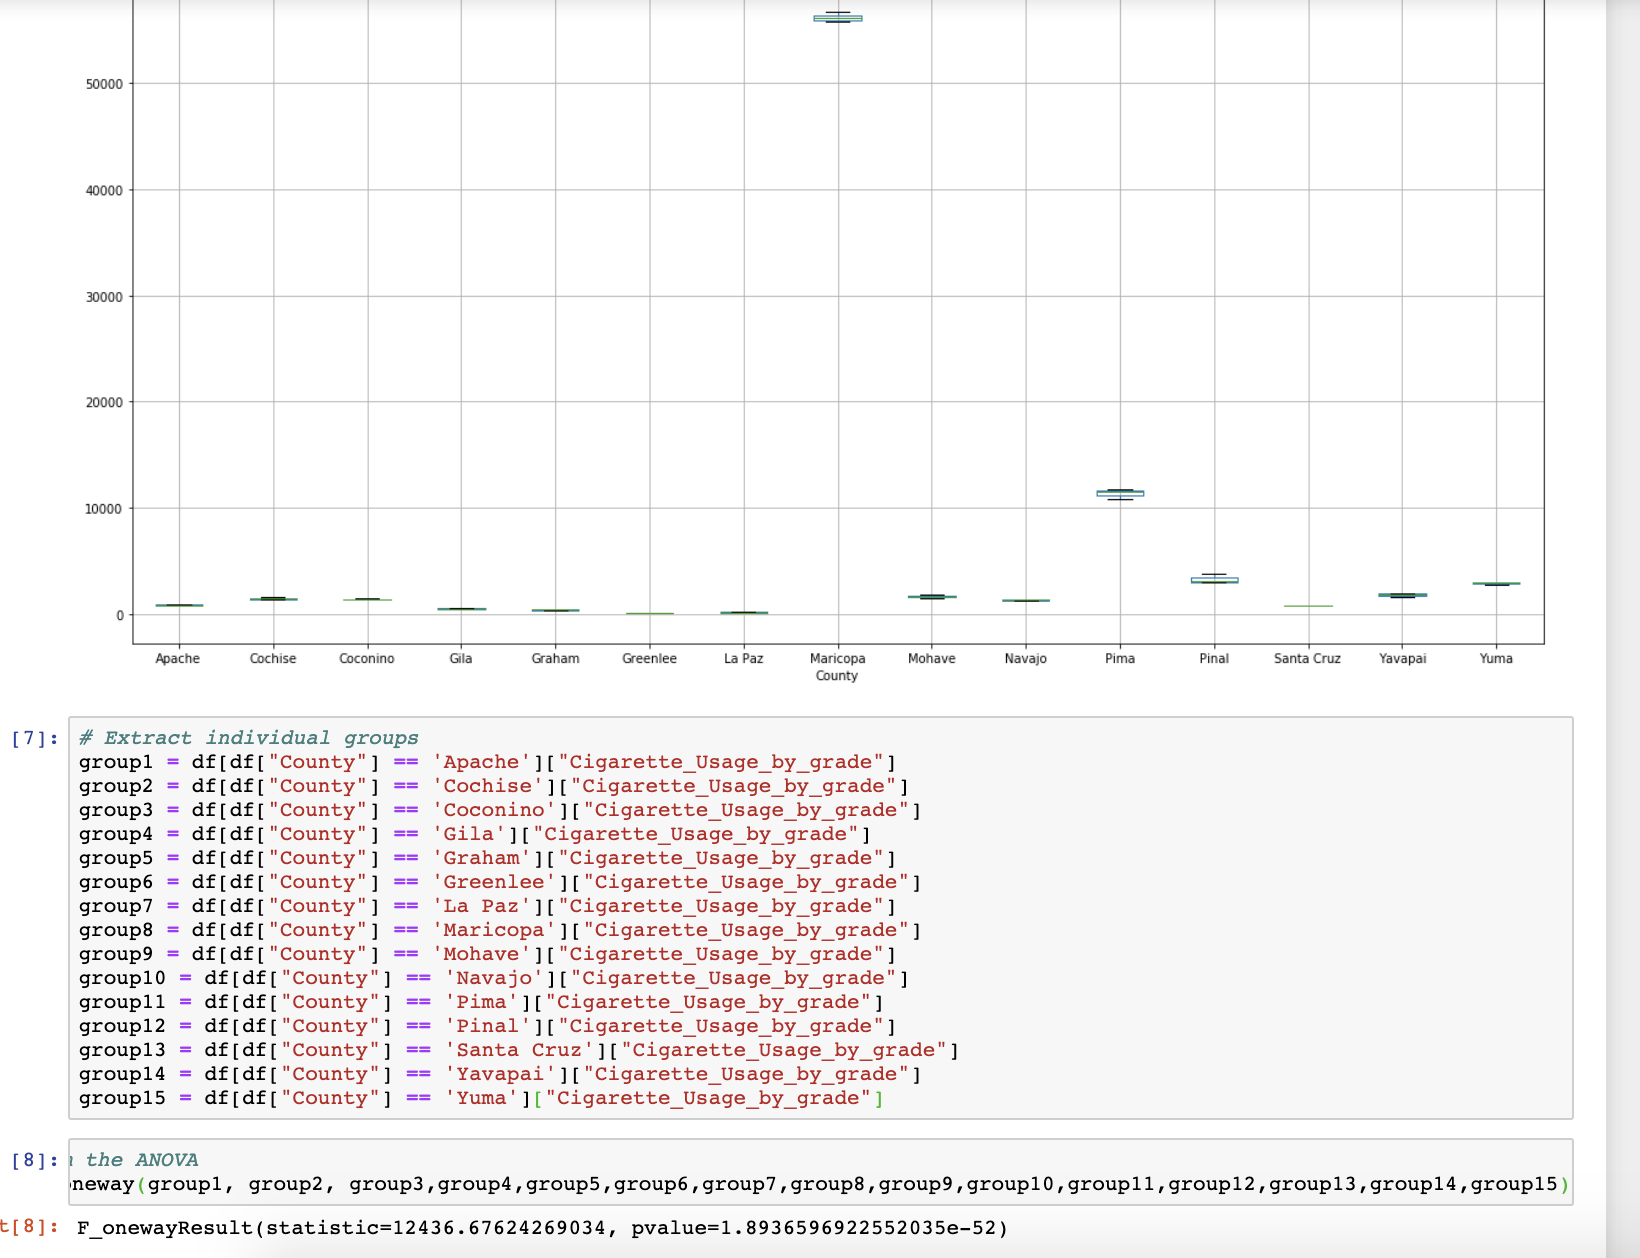 50000
40000
30000
20000
10000
0
Apache Cochise Coconino Gila Graham Greenlee La Paz Maricopa Mohave Navajo Pima Pinal Santa Cruz Yavapai Yuma
County
[7]: # Extract individual groups
group1 = df[df["County"] == 'Apache']["Cigarette_Usage_by_grade"]
group2 = df[df["County"] == 'Cochise']["Cigarette_Usage_by_grade"]
group3 = df[df["County"] == 'Coconino']["Cigarette_Usage_by_grade"]
group4 = df[df["County"] == 'Gila']["Cigarette_Usage_by_grade"]
group5 = df[df["County"] == 'Graham']["Cigarette_Usage_by_grade"]
group6 = df[df["County"] == 'Greenlee']["Cigarette_Usage_by_grade"]
group7 = df[df["County"] == 'La Paz']["Cigarette_Usage_by_grade"]
group8 = df[df["County"] == 'Maricopa']["Cigarette_Usage_by_grade"]
group9 = df[df["County"] == 'Mohave']["Cigarette_Usage_by_grade"]
group10 = df[df["County"] == 'Navajo']["Cigarette_Usage_by_grade"]
group11 = df[df["County"] == 'Pima']["Cigarette_Usage_by_grade"]
group12 = df[df["County"] == 'Pinal']["Cigarette_Usage_by_grade"]
group13 = df[df["County"] == 'Santa Cruz']["Cigarette_Usage_by_grade"]
group14 = df[df["County"] == 'Yavapai']["Cigarette_Usage_by_grade"]
group15 = df[df["County"] == 'Yuma']["Cigarette_Usage_by_grade"]
[8]: the ANOVA
neway(group1, group2, group3,group4,group5,group6,group7,group8,group9,group10,group11,group12,group13,group14,group15)
t[8]: F_onewayResult(statistic=12436.67624269034, pvalue=1.8936596922552035e-52)